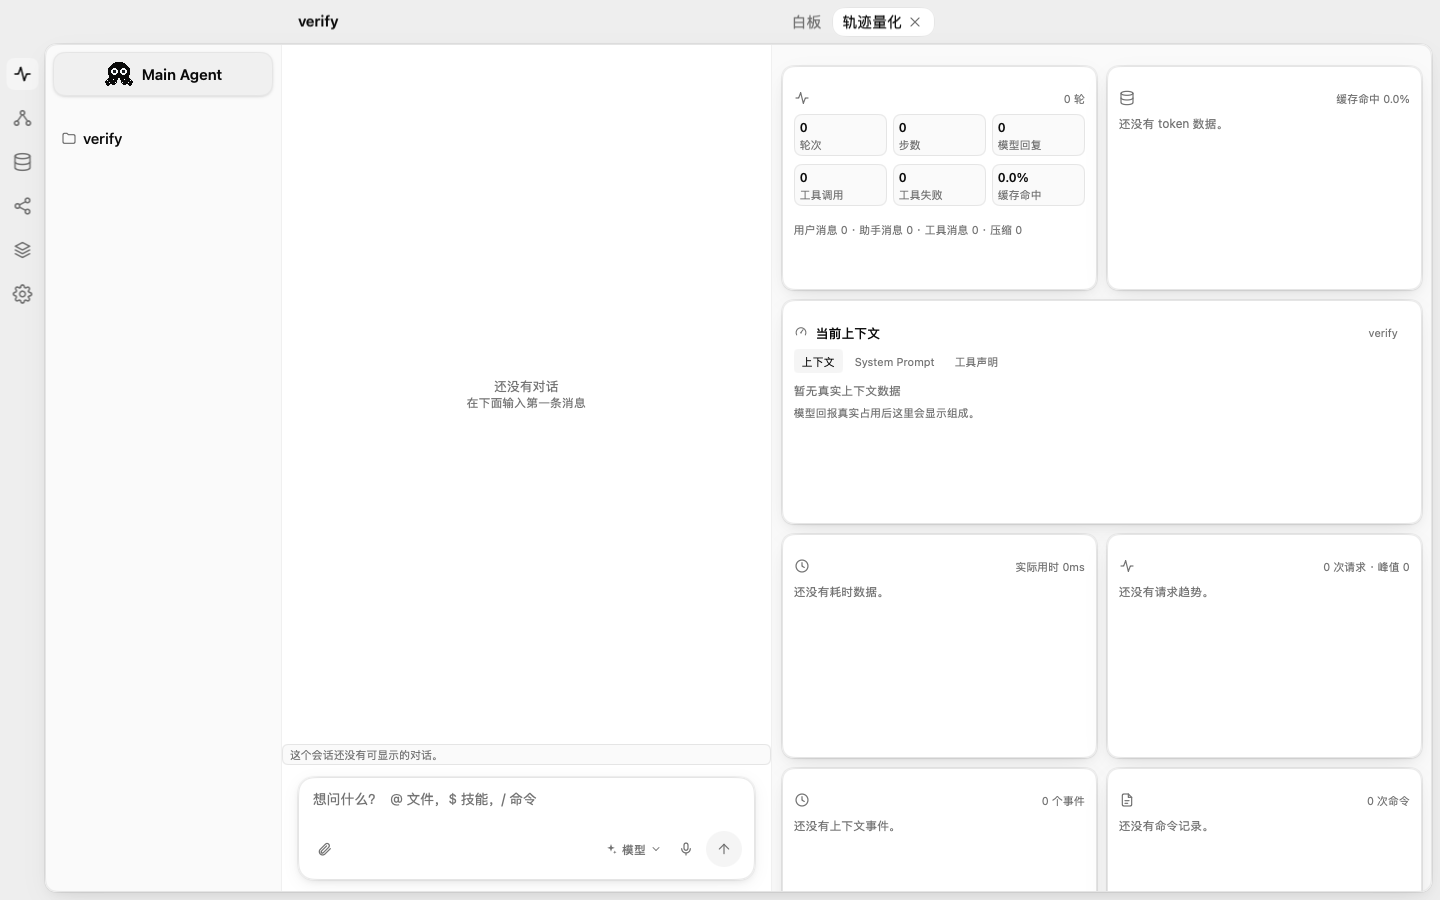 verify
白板
轨迹量化
Main Agent
verify
还没有对话
在下面输入第一条消息
这个会话还没有可显示的对话。
想问什么？ @ 文件，$ 技能，/ 命令
模型
0 轮
0
轮次
0
步数
0
模型回复
0
工具调用
0
工具失败
0.0%
缓存命中
用户消息 0 · 助手消息 0 · 工具消息 0 · 压缩 0
缓存命中 0.0%
还没有 token 数据。
当前上下文
verify
上下文
System Prompt
工具声明
暂无真实上下文数据
模型回报真实占用后这里会显示组成。
实际用时 0ms
还没有耗时数据。
0 次请求 · 峰值 0
还没有请求趋势。
0 个事件
还没有上下文事件。
0 次命令
还没有命令记录。